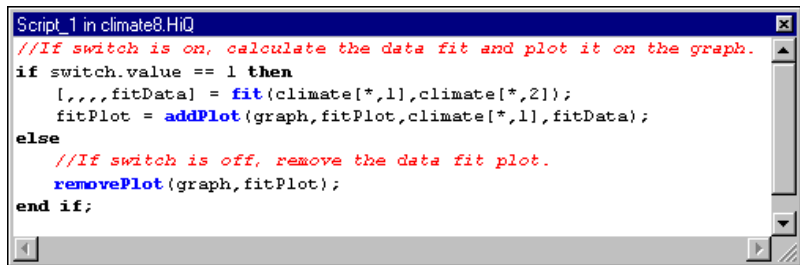 Script_1 in climate8.HiQ
//If switch is on, calculate the data fit and plot it on the graph.
if switch.value == 1 then
[,,,,fitData] = fit(climate[*,1],climate[*,2]);
fitPlot = addPlot(graph,fitPlot,climate[*,1],fitData);
else
//If switch is off, remove the data fit plot.
removePlot(graph,fitPlot);
end if;